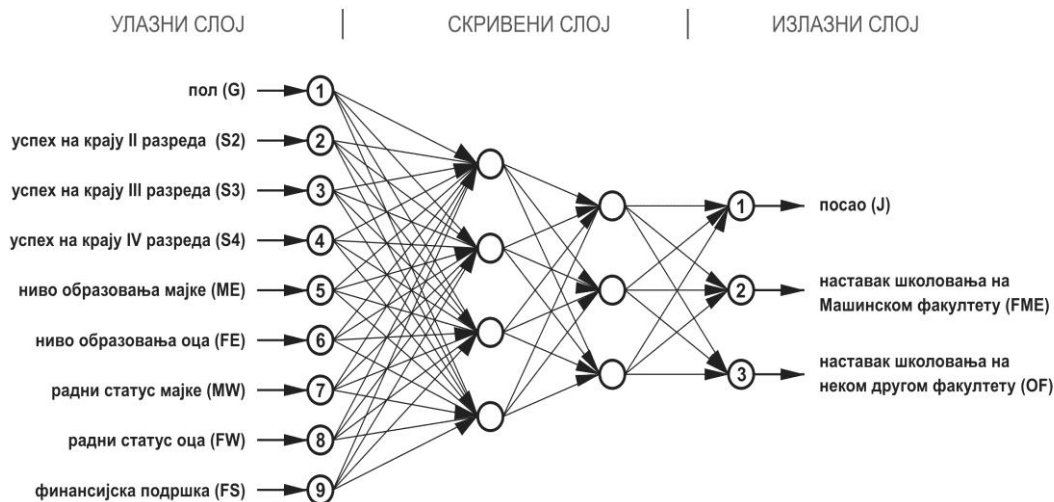 УЛАЗНИ СЛОЈ | СКРИВЕНИ СЛОЈ | ИЗЛАЗНИ СЛОЈ
пол (G) 1
успех на крају II разреда (S2) 2
успех на крају III разреда (S3) 3
успех на крају IV разреда (S4) 4
ниво образовања мајке (ME) 5
ниво образовања оца (FE) 6
радни статус мајке (MW) 7
радни статус оца (FW) 8
финансијска подршка (FS) 9
1 посао (J)
2 наставак школовања на
Машинском факултету (FME)
3 наставак школовања на
неком другом факултету (OF)